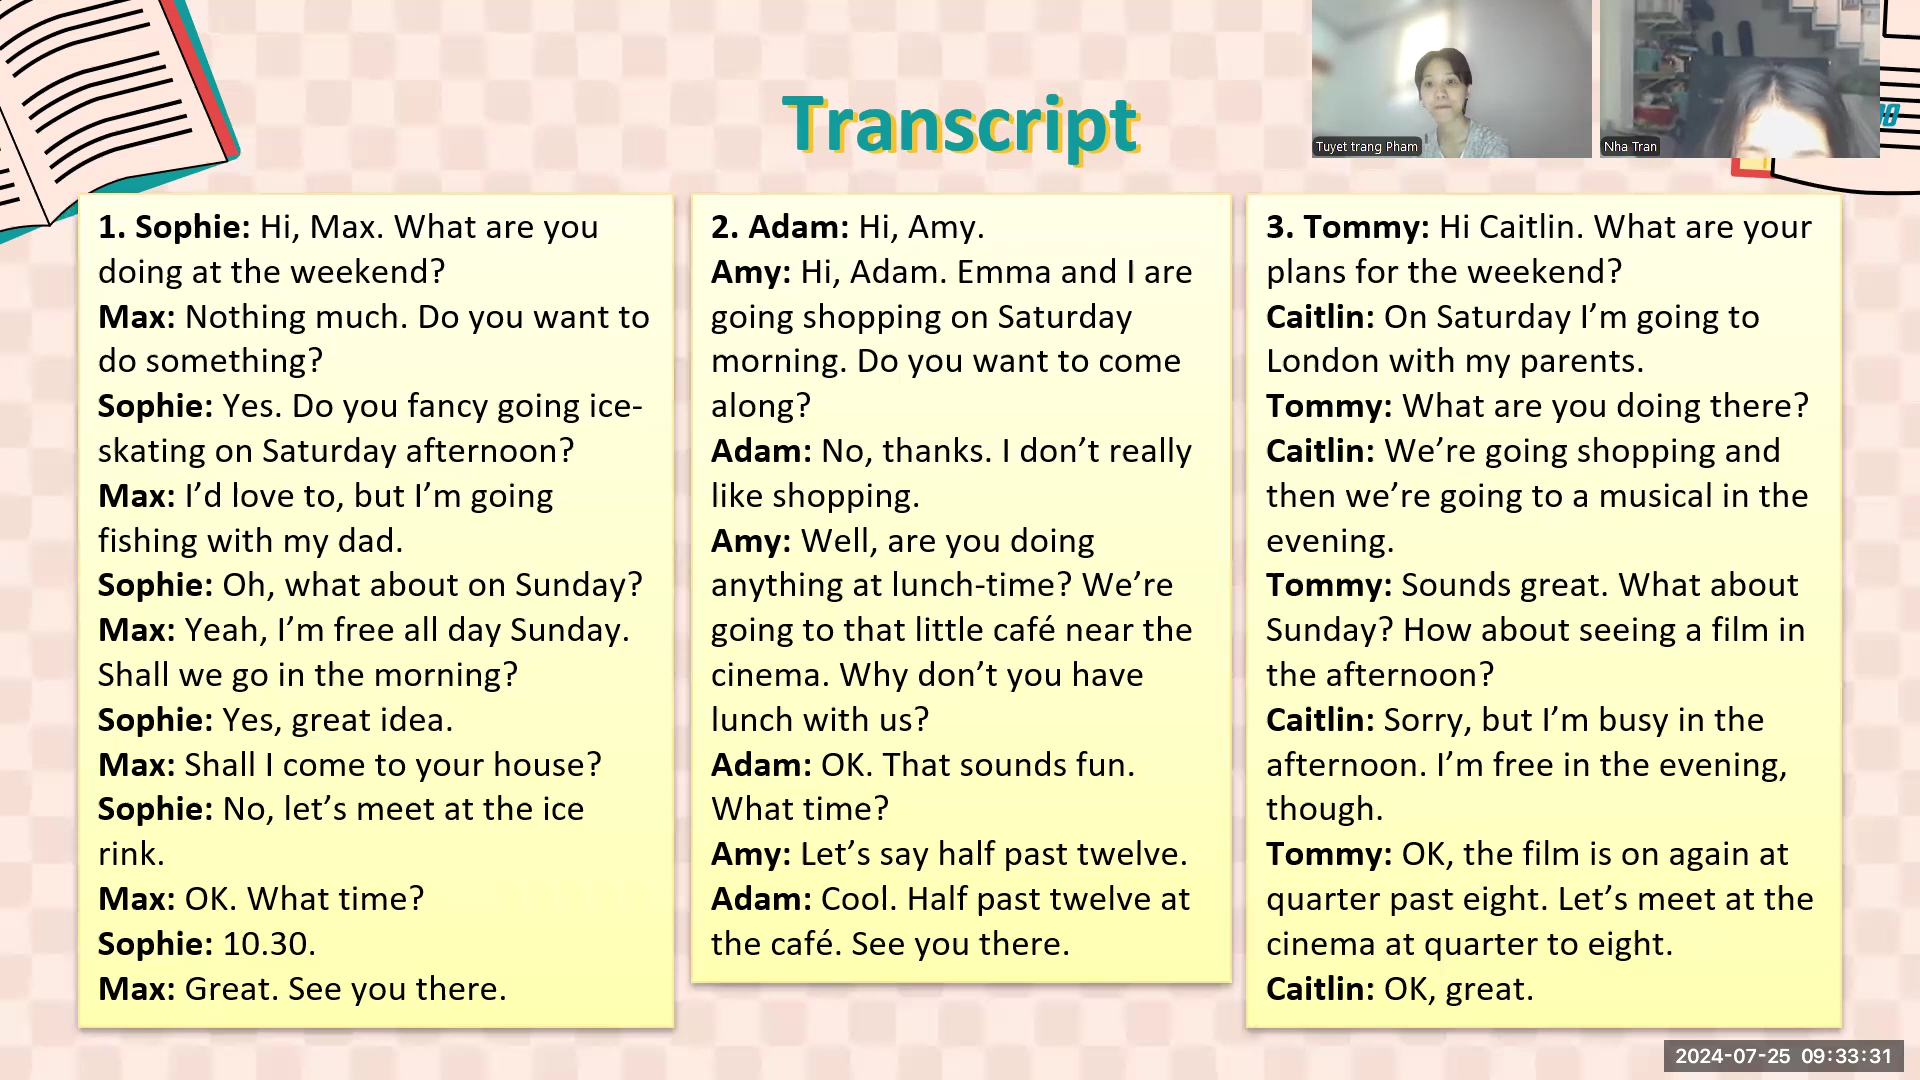 Transcript
Tuyet trang Pham
Nha Tran
1. Sophie: Hi, Max. What are you
doing at the weekend?
Max: Nothing much. Do you want to
do something?
Sophie: Yes. Do you fancy going ice-
skating on Saturday afternoon?
Max: I’d love to, but I’m going
fishing with my dad.
Sophie: Oh, what about on Sunday?
Max: Yeah, I’m free all day Sunday.
Shall we go in the morning?
Sophie: Yes, great idea.
Max: Shall I come to your house?
Sophie: No, let’s meet at the ice
rink.
Max: OK. What time?
Sophie: 10.30.
Max: Great. See you there.
2. Adam: Hi, Amy.
Amy: Hi, Adam. Emma and I are
going shopping on Saturday
morning. Do you want to come
along?
Adam: No, thanks. I don’t really
like shopping.
Amy: Well, are you doing
anything at lunch-time? We’re
going to that little café near the
cinema. Why don’t you have
lunch with us?
Adam: OK. That sounds fun.
What time?
Amy: Let’s say half past twelve.
Adam: Cool. Half past twelve at
the café. See you there.
3. Tommy: Hi Caitlin. What are your
plans for the weekend?
Caitlin: On Saturday I’m going to
London with my parents.
Tommy: What are you doing there?
Caitlin: We’re going shopping and
then we’re going to a musical in the
evening.
Tommy: Sounds great. What about
Sunday? How about seeing a film in
the afternoon?
Caitlin: Sorry, but I’m busy in the
afternoon. I’m free in the evening,
though.
Tommy: OK, the film is on again at
quarter past eight. Let’s meet at the
cinema at quarter to eight.
Caitlin: OK, great.
2024-07-25 09:33:31